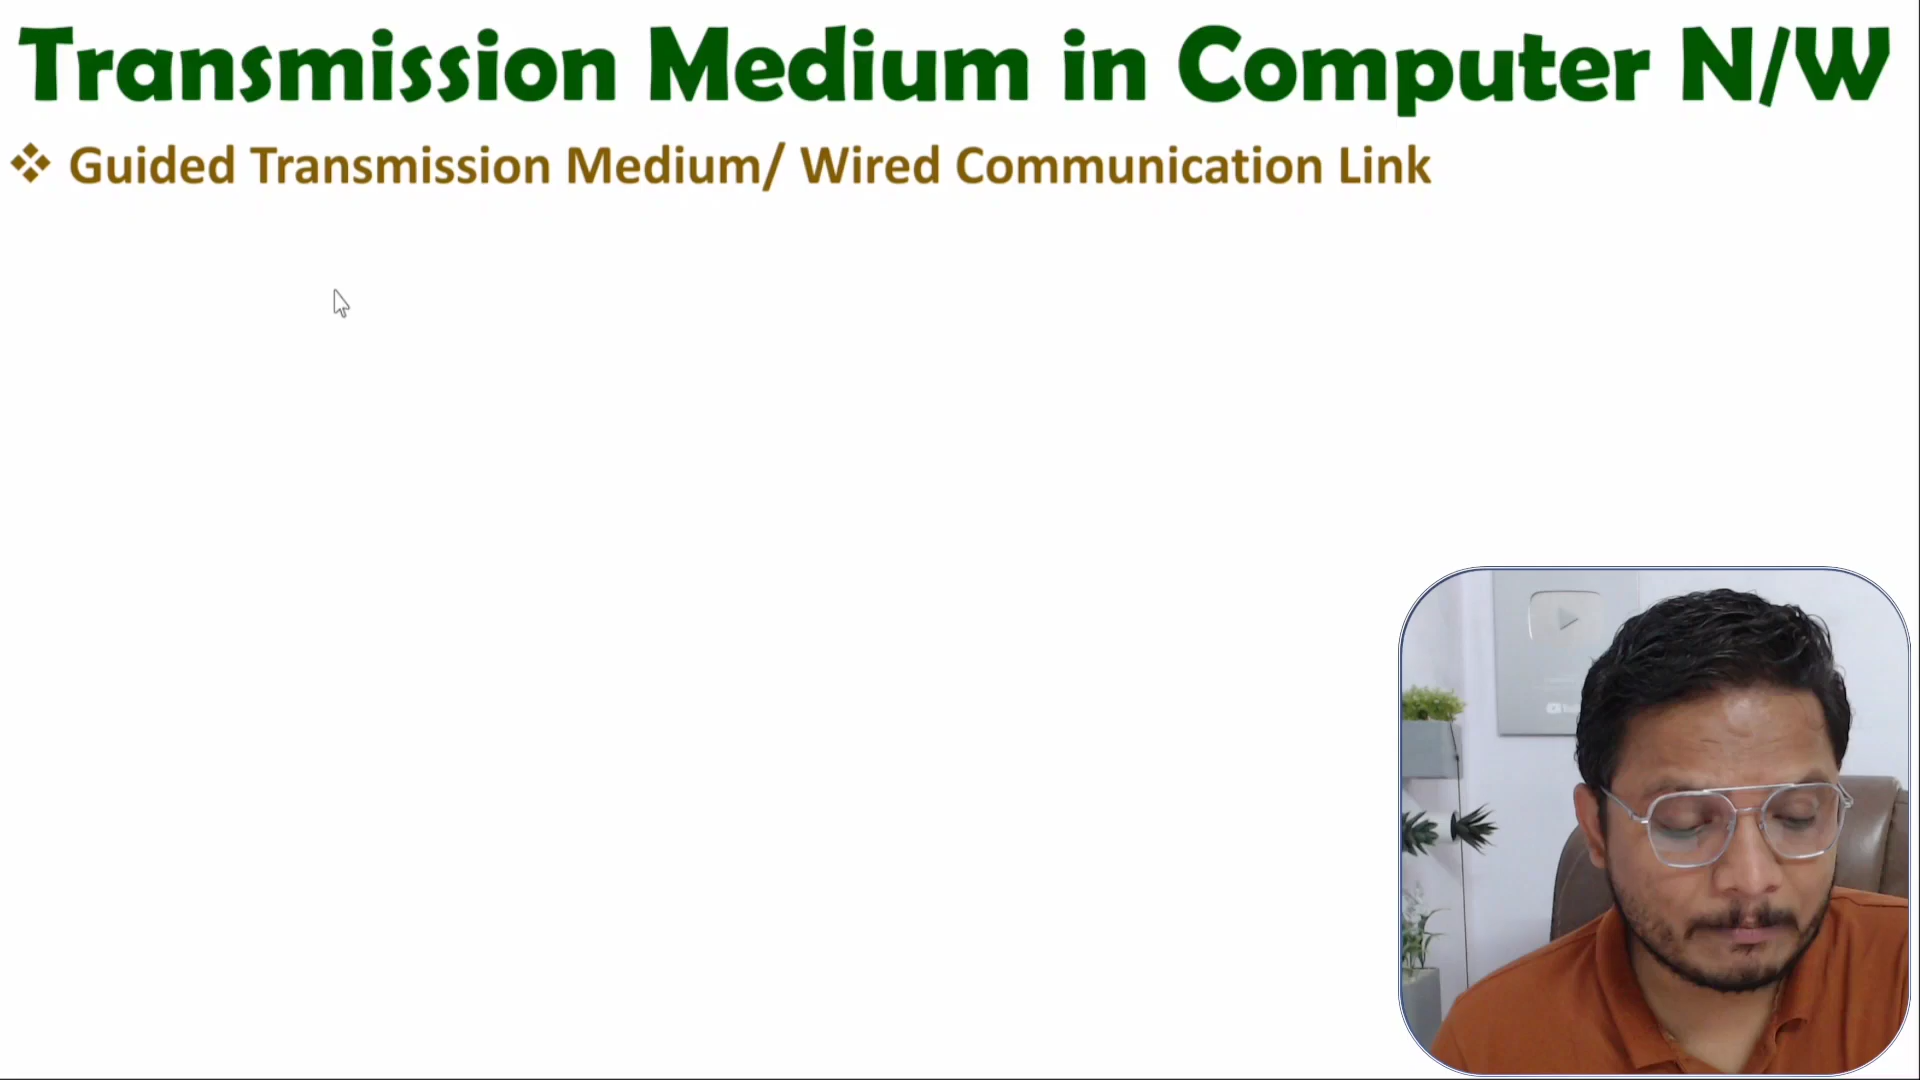 Transmission Medium in Computer N/W
❖ Guided Transmission Medium/ Wired Communication Link